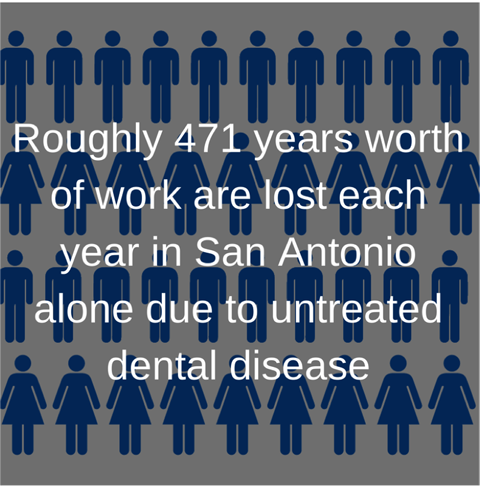 Roughly 471 years worth
of work are lost each
year in San Antonio
alone due to untreated
dental disease